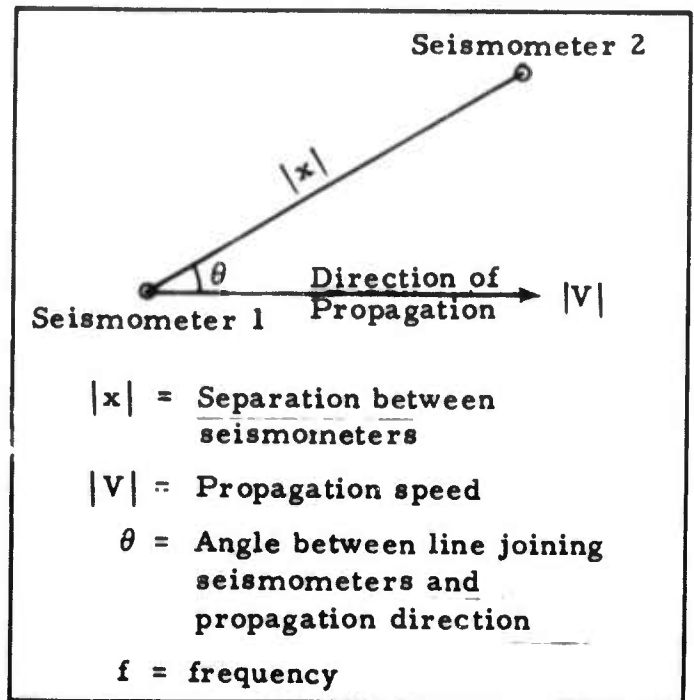 Seismometer 2
|x|
θ
Direction of
Propagation
|V|
Seismometer 1
|x| = Separation between
seismometers
|V| = Propagation speed
θ = Angle between line joining
seismometers and
propagation direction
f = frequency